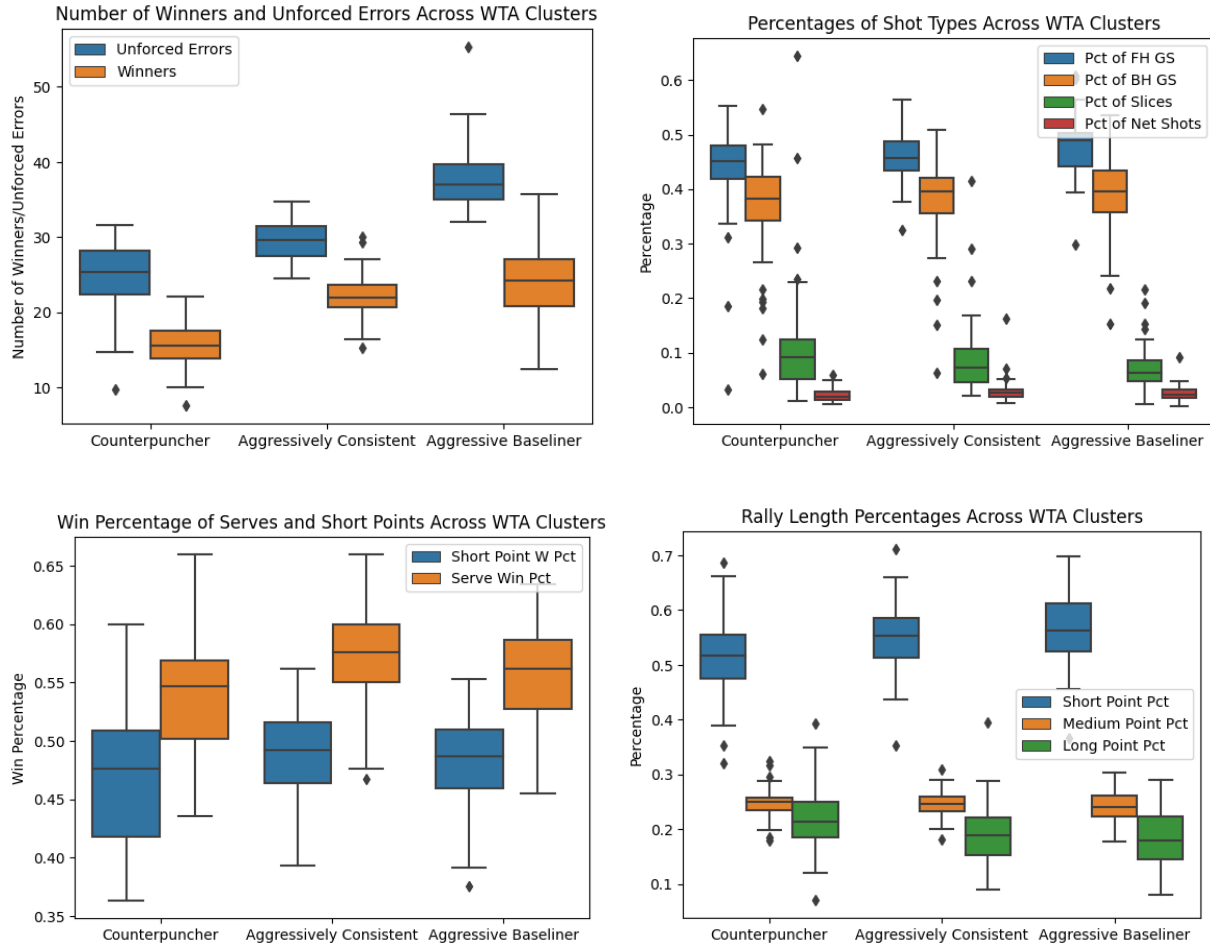 Number of Winners and Unforced Errors Across WTA Clusters
Unforced Errors
Winners
Number of Winners/Unforced Errors
50
40
30
20
10
Counterpuncher
Aggressively Consistent
Aggressive Baseliner
Percentages of Shot Types Across WTA Clusters
Pct of FH GS
Pct of BH GS
Pct of Slices
Pct of Net Shots
Percentage
0.6
0.5
0.4
0.3
0.2
0.1
0.0
Counterpuncher
Aggressively Consistent
Aggressive Baseliner
Win Percentage of Serves and Short Points Across WTA Clusters
Short Point W Pct
Serve Win Pct
Win Percentage
0.65
0.60
0.55
0.50
0.45
0.40
0.35
Counterpuncher
Aggressively Consistent
Aggressive Baseliner
Rally Length Percentages Across WTA Clusters
Short Point Pct
Medium Point Pct
Long Point Pct
Percentage
0.7
0.6
0.5
0.4
0.3
0.2
0.1
Counterpuncher
Aggressively Consistent
Aggressive Baseliner